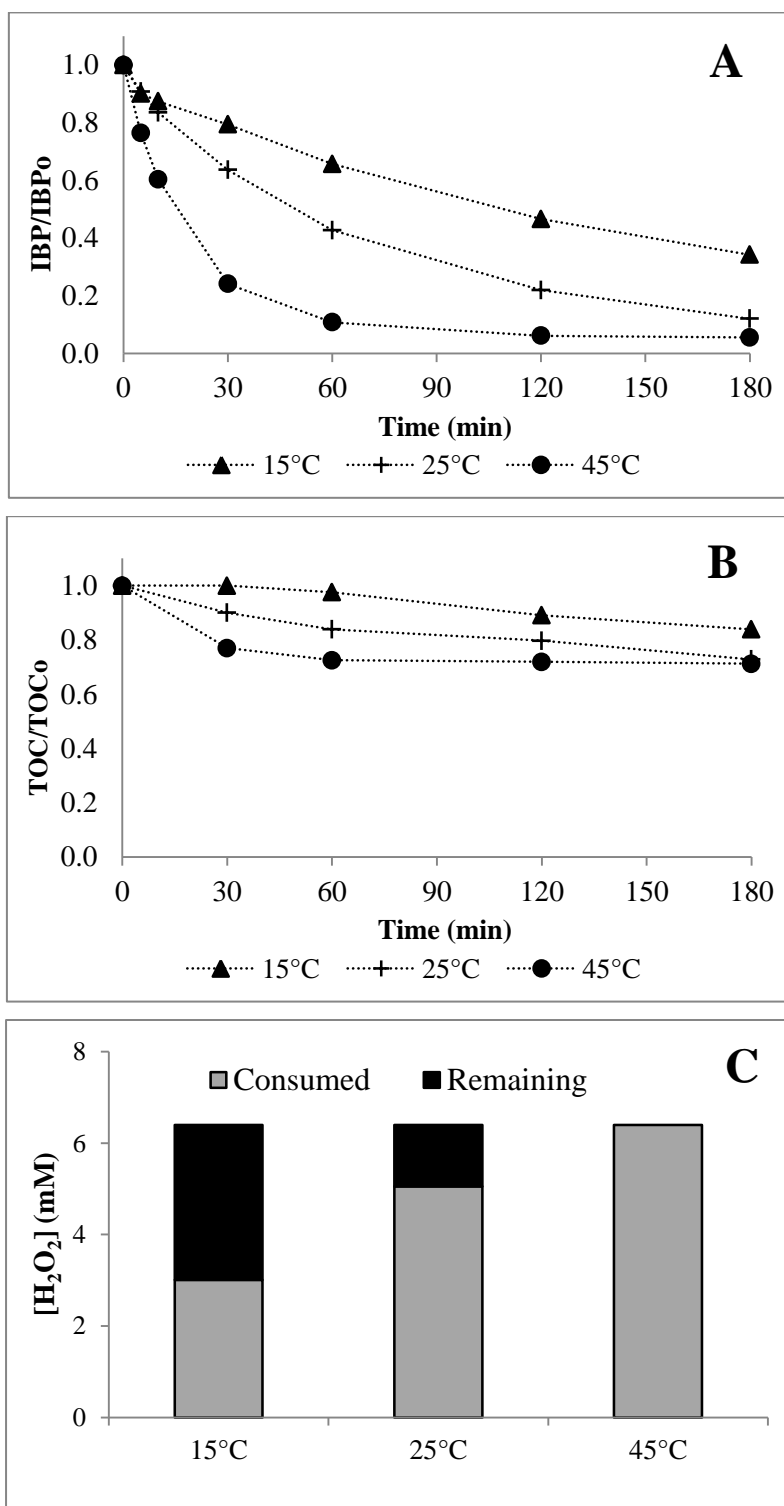 A
1.0
0.8
0.6
0.4
0.2
0.0
IBP/IBPo
0 30 60 90 120 150 180
Time (min)
15°C 25°C 45°C
B
1.0
0.8
0.6
0.4
0.2
0.0
TOC/TOCo
0 30 60 90 120 150 180
Time (min)
15°C 25°C 45°C
C
8
6
4
2
0
[H₂O₂] (mM)
Consumed Remaining
15°C 25°C 45°C